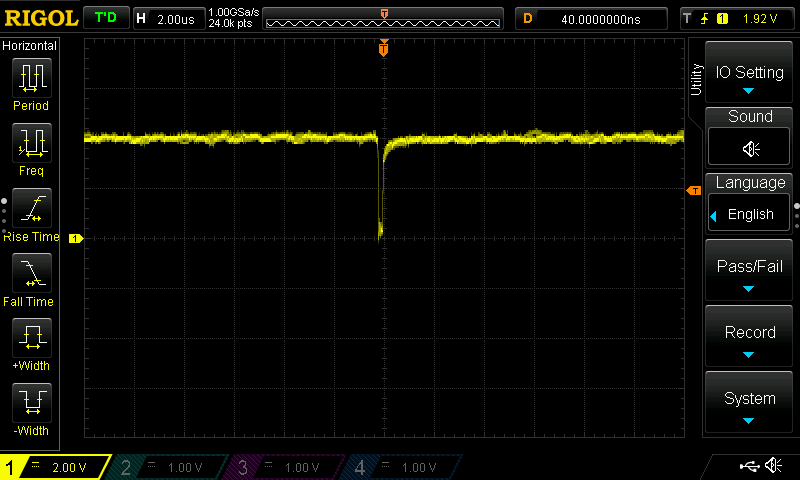 RIGOL T'D H 2.00us 1.00GSa/s 24.0k pts T D 40.0000000ns T 1 1.92 V
Horizontal
Period
Freq
Rise Time
Fall Time
+Width
-Width
T
1
T
Utility
IO Setting
Sound
Language
English
Pass/Fail
Record
System
1 2.00 V 2 1.00 V 3 1.00 V 4 1.00 V